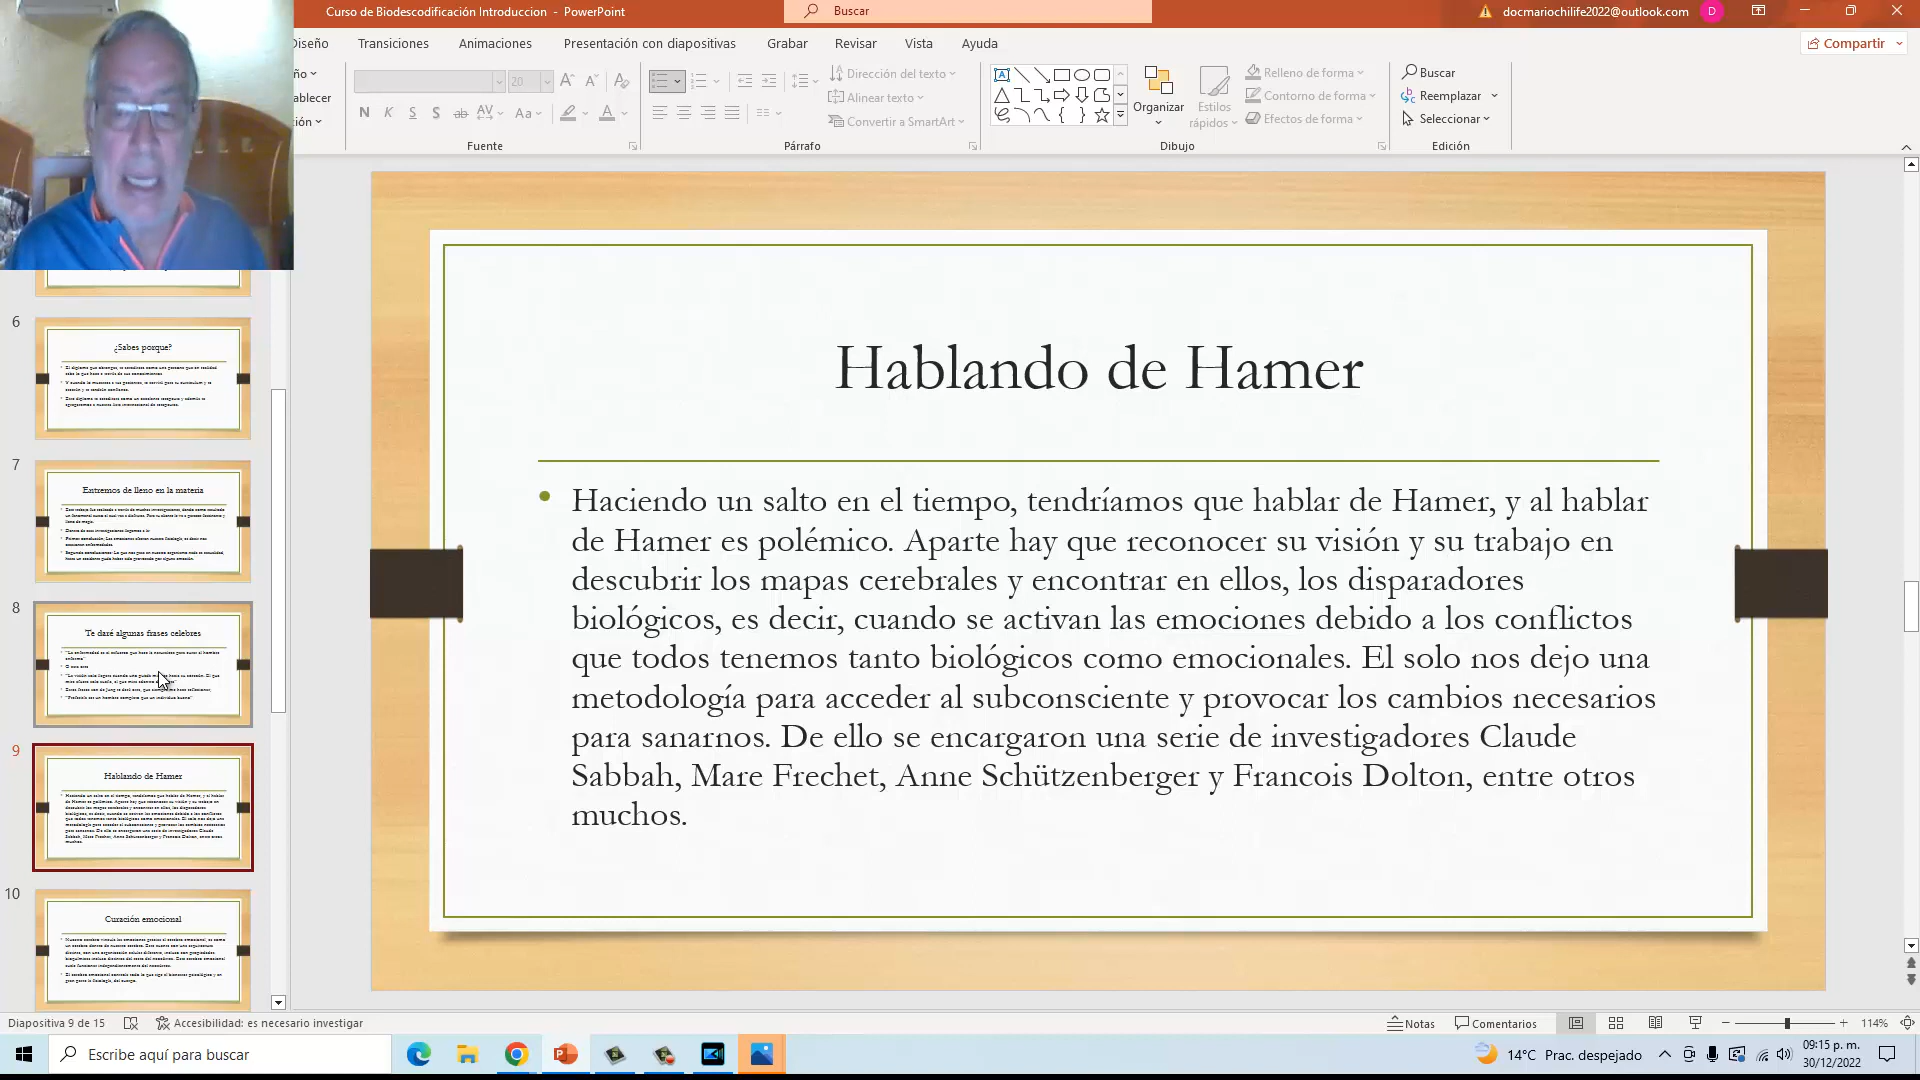 Curso de Biodescodificación Introduccion - PowerPoint
Buscar
docmariochilife2022@outlook.com
D
Diseño
Transiciones
Animaciones
Presentación con diapositivas
Grabar
Revisar
Vista
Ayuda
Compartir
20
Dirección del texto
Alinear texto
Convertir a SmartArt
Organizar
Estilos
rápidos
Relleno de forma
Contorno de forma
Efectos de forma
Buscar
Reemplazar
Seleccionar
Fuente
Párrafo
Dibujo
Edición
6
¿Sabes porque?
7
Entremos de lleno en la materia
8
Te daré algunas frases celebres
9
Hablando de Hamer
10
Curación emocional
Hablando de Hamer
Haciendo un salto en el tiempo, tendríamos que hablar de Hamer, y al hablar
de Hamer es polémico. Aparte hay que reconocer su visión y su trabajo en
descubrir los mapas cerebrales y encontrar en ellos, los disparadores
biológicos, es decir, cuando se activan las emociones debido a los conflictos
que todos tenemos tanto biológicos como emocionales. El solo nos dejo una
metodología para acceder al subconsciente y provocar los cambios necesarios
para sanarnos. De ello se encargaron una serie de investigadores Claude
Sabbah, Mare Frechet, Anne Schützenberger y Francois Dolton, entre otros
muchos.
Diapositiva 9 de 15
Accesibilidad: es necesario investigar
Notas
Comentarios
114%
Escribe aquí para buscar
14°C Prac. despejado
09:15 p. m.
30/12/2022